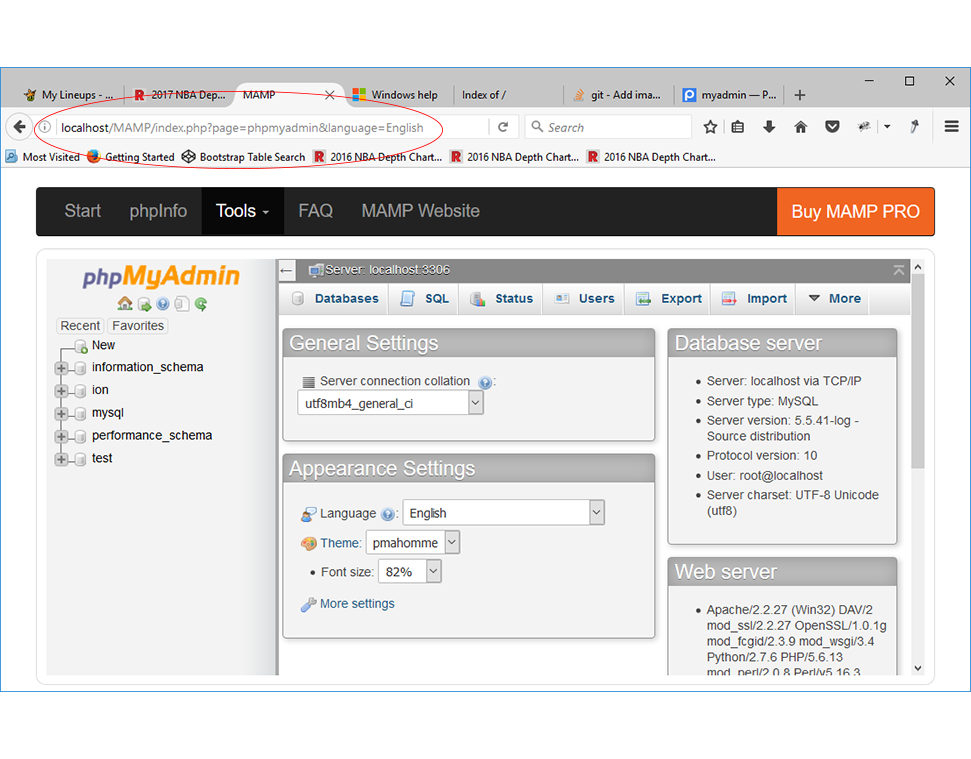 My Lineups - ...
2017 NBA Dep...
MAMP
Windows help
Index of /
git - Add ima...
myadmin — P...
localhost/MAMP/index.php?page=phpmyadmin&language=English
Search
Most Visited
Getting Started
Bootstrap Table Search
R 2016 NBA Depth Chart...
R 2016 NBA Depth Chart...
R 2016 NBA Depth Chart...
Start phpInfo Tools FAQ MAMP Website Buy MAMP PRO
phpMyAdmin
Recent Favorites
New
information_schema
ion
mysql
performance_schema
test
Server: localhost:3306
Databases SQL Status Users Export Import More
General Settings
Server connection collation :
utf8mb4_general_ci
Appearance Settings
Language : English
Theme: pmahomme
• Font size: 82%
More settings
Database server
• Server: localhost via TCP/IP
• Server type: MySQL
• Server version: 5.5.41-log -
Source distribution
• Protocol version: 10
• User: root@localhost
• Server charset: UTF-8 Unicode
(utf8)
Web server
• Apache/2.2.27 (Win32) DAV/2
mod_ssl/2.2.27 OpenSSL/1.0.1g
mod_fcgid/2.3.9 mod_wsgi/3.4
Python/2.7.6 PHP/5.6.13
mod_perl/2.0.8 Perl/v5.16.3